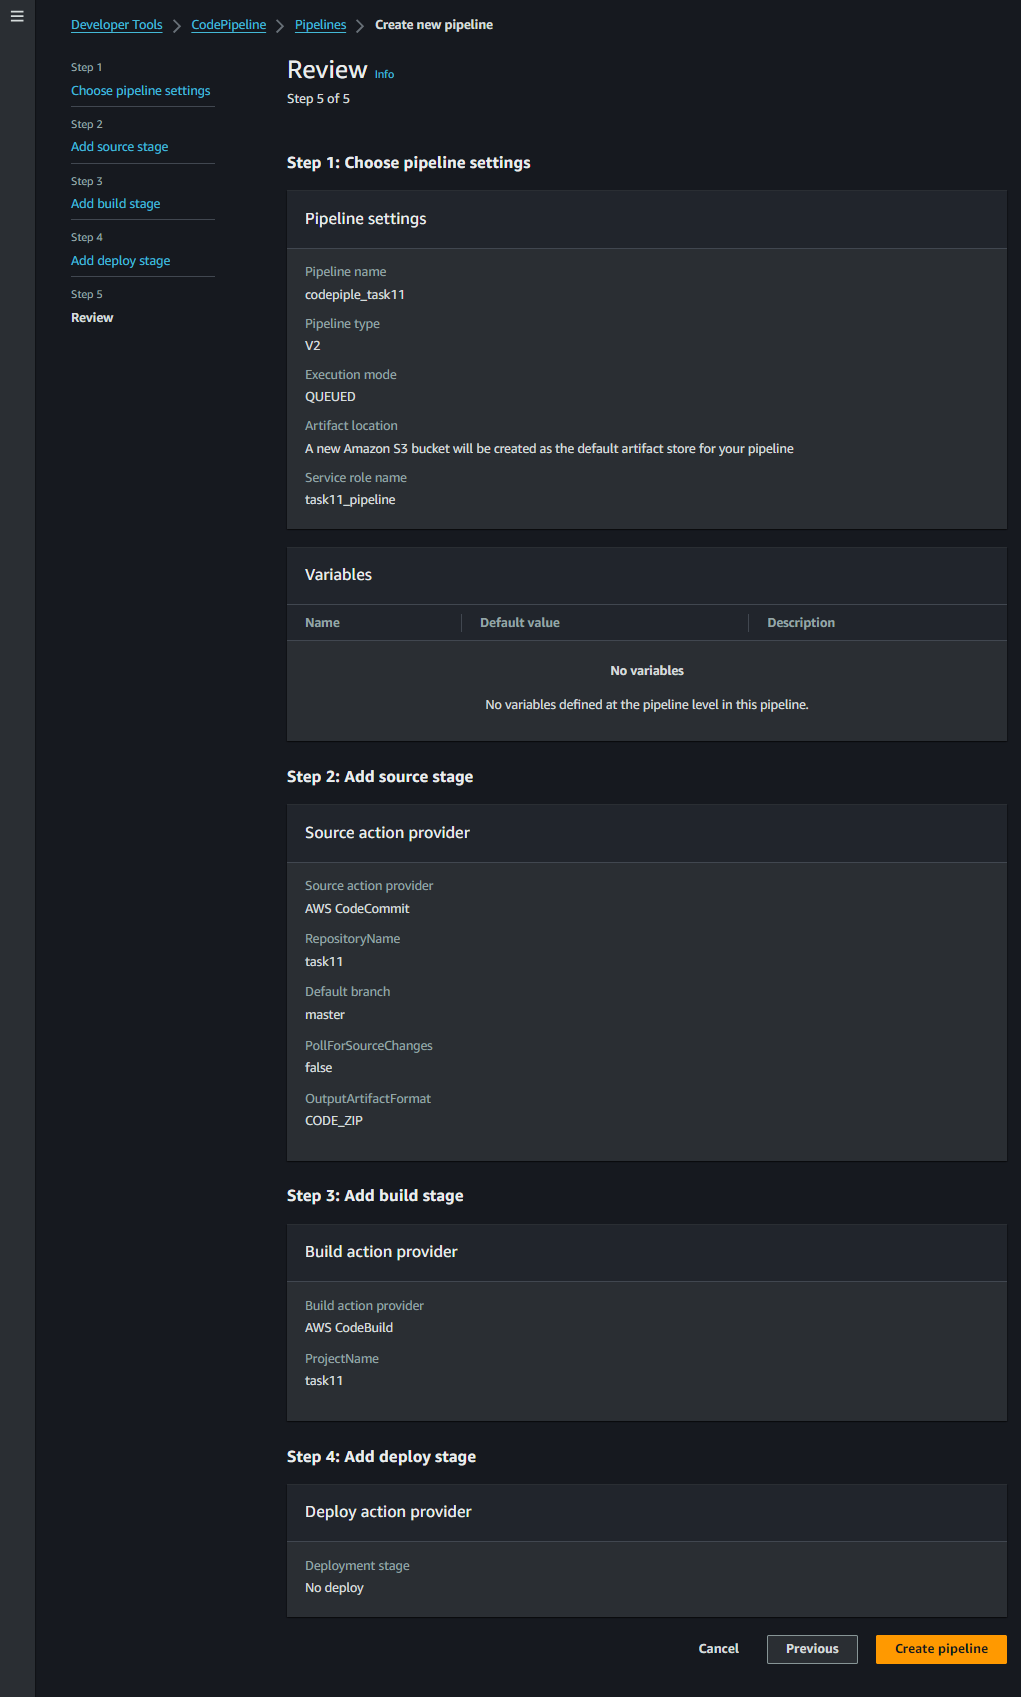 Developer Tools > CodePipeline > Pipelines > Create new pipeline
Step 1
Choose pipeline settings
Step 2
Add source stage
Step 3
Add build stage
Step 4
Add deploy stage
Step 5
Review
Review Info
Step 5 of 5
Step 1: Choose pipeline settings
Pipeline settings
Pipeline name
codepiple_task11
Pipeline type
V2
Execution mode
QUEUED
Artifact location
A new Amazon S3 bucket will be created as the default artifact store for your pipeline
Service role name
task11_pipeline
Variables
Name Default value Description
No variables
No variables defined at the pipeline level in this pipeline.
Step 2: Add source stage
Source action provider
Source action provider
AWS CodeCommit
RepositoryName
task11
Default branch
master
PollForSourceChanges
false
OutputArtifactFormat
CODE_ZIP
Step 3: Add build stage
Build action provider
Build action provider
AWS CodeBuild
ProjectName
task11
Step 4: Add deploy stage
Deploy action provider
Deployment stage
No deploy
Cancel Previous Create pipeline